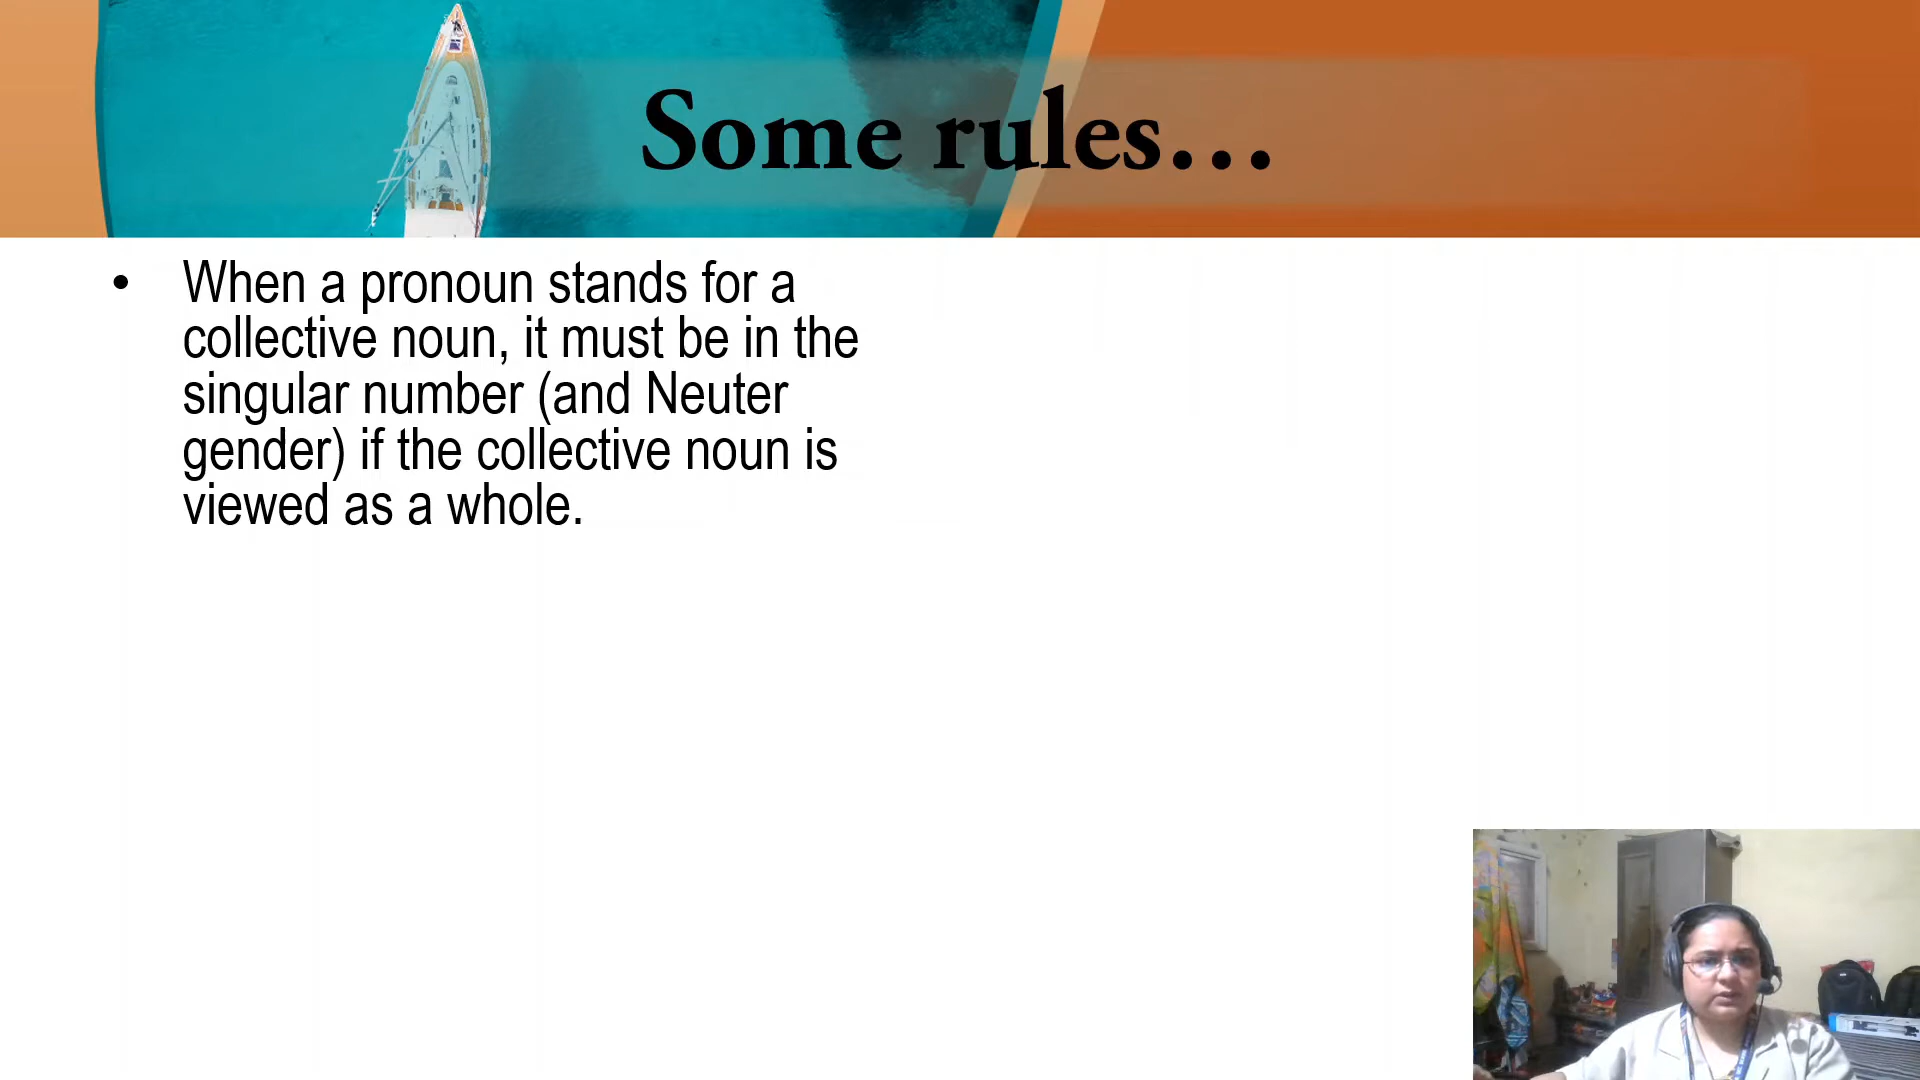 Some rules…
• When a pronoun stands for a
collective noun, it must be in the
singular number (and Neuter
gender) if the collective noun is
viewed as a whole.